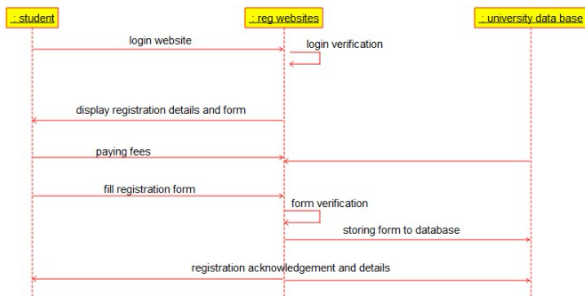 : student
: reg websites
: university data base
login website
login verification
display registration details and form
paying fees
fill registration form
form verification
storing form to database
registration acknowledgement and details